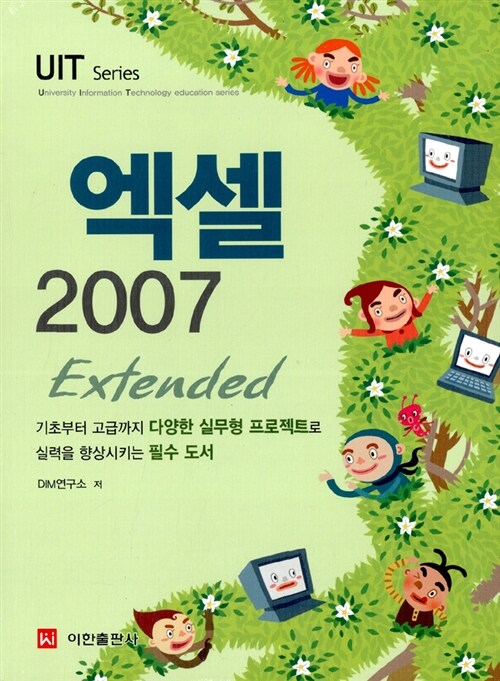 UIT Series
University Information Technology education series
엑셀
2007
Extended
기초부터 고급까지 다양한 실무형 프로젝트로
실력을 향상시키는 필수 도서
DIM연구소 저
이한출판사